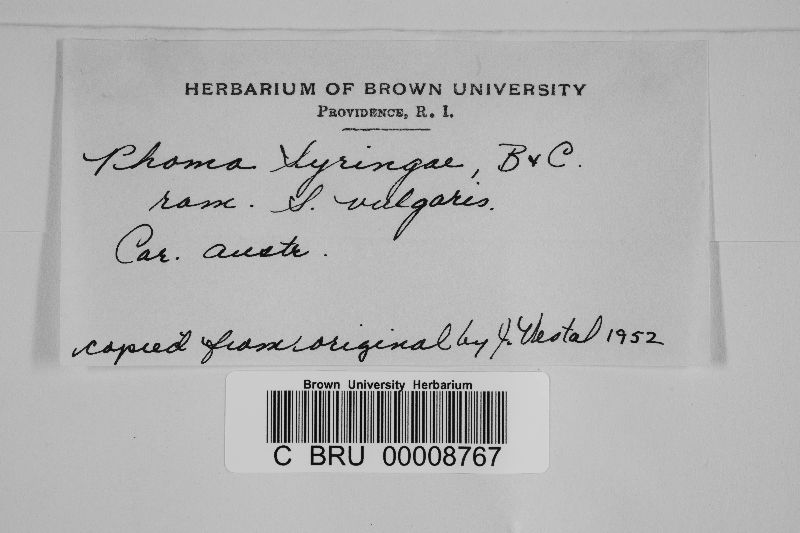 HERBARIUM OF BROWN UNIVERSITY
PROVIDENCE, R. I.
Phoma Syringae, B & C.
ram. S. vulgaris.
Car. austr.
copied from original by J. Vestal 1952
Brown University Herbarium
C BRU 00008767